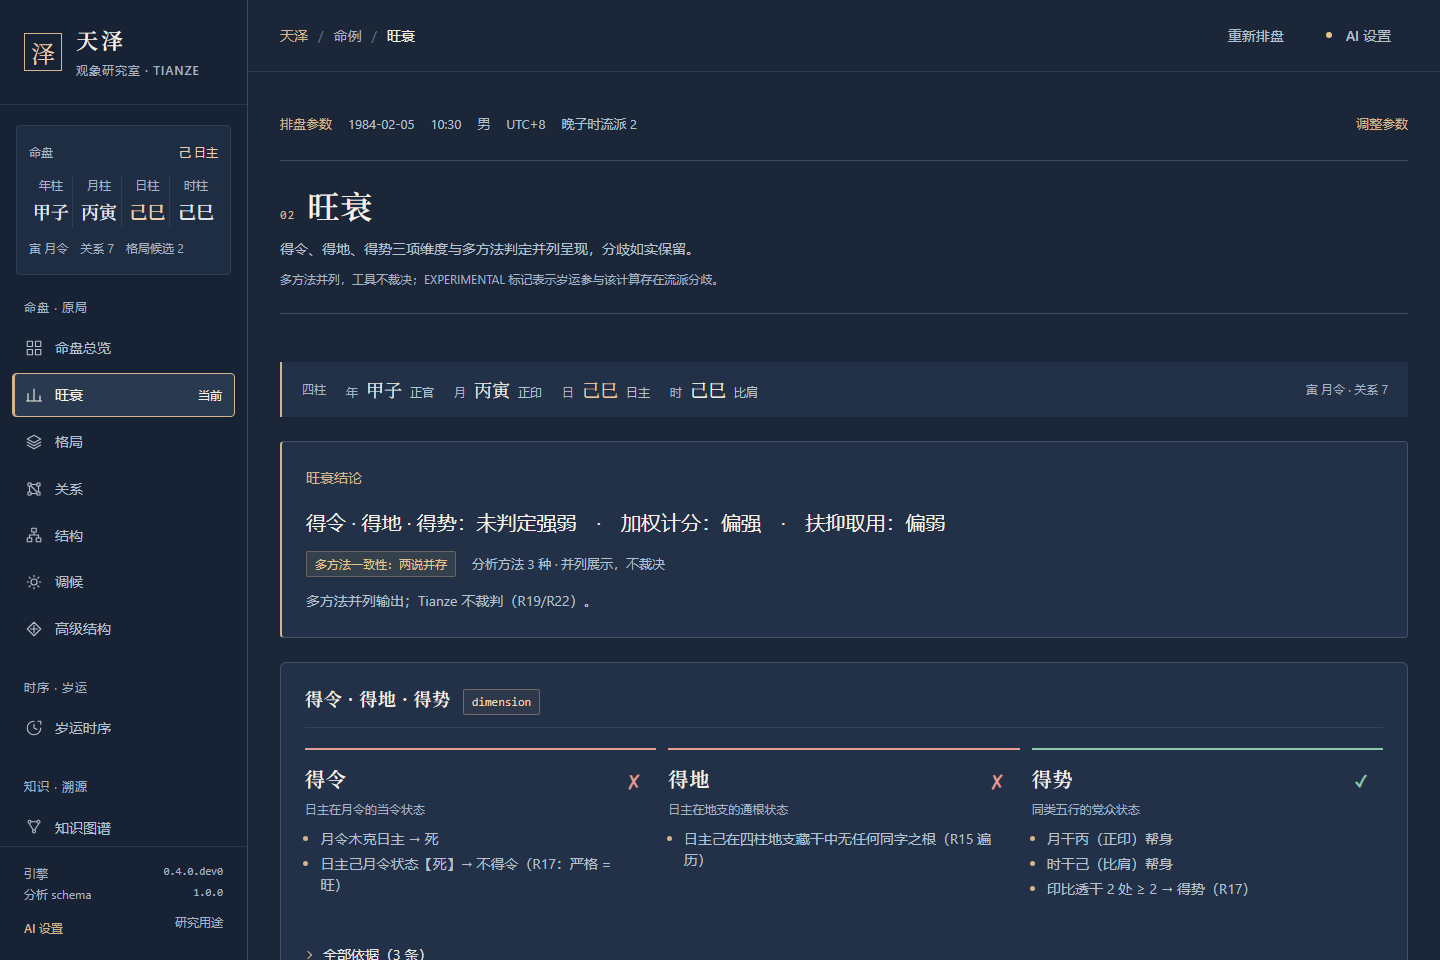 泽
天泽
观象研究室 · TIANZE
命盘 己 日主
年柱 月柱 日柱 时柱
甲子 丙寅 己巳 己巳
寅 月令 关系 7 格局候选 2
命盘 · 原局
命盘总览
旺衰 当前
格局
关系
结构
调候
高级结构
时序 · 岁运
岁运时序
知识 · 溯源
知识图谱
引擎 0.4.0.dev0
分析 schema 1.0.0
AI 设置 研究用途
天泽 / 命例 / 旺衰
重新排盘 AI 设置
排盘参数 1984-02-05 10:30 男 UTC+8 晚子时流派 2 调整参数
02 旺衰
得令、得地、得势三项维度与多方法判定并列呈现，分歧如实保留。
多方法并列，工具不裁决；EXPERIMENTAL 标记表示岁运参与该计算存在流派分歧。
四柱 年 甲子 正官 月 丙寅 正印 日 己巳 日主 时 己巳 比肩 寅 月令 · 关系 7
旺衰结论
得令 · 得地 · 得势：未判定强弱 · 加权计分：偏强 · 扶抑取用：偏弱
多方法一致性：两说并存 分析方法 3 种 · 并列展示，不裁决
多方法并列输出；Tianze 不裁判（R19/R22）。
得令 · 得地 · 得势 dimension
得令 ✗
日主在月令的当令状态
月令木克日主 → 死
日主己月令状态【死】→ 不得令（R17：严格 =
旺）
得地 ✗
日主在地支的通根状态
日主己在四柱地支藏干中无任何同字之根（R15 遍
历）
得势 ✓
同类五行的党众状态
月干丙（正印）帮身
时干己（比肩）帮身
印比透干 2 处 ≥ 2 → 得势（R17）
全部依据（3 条）